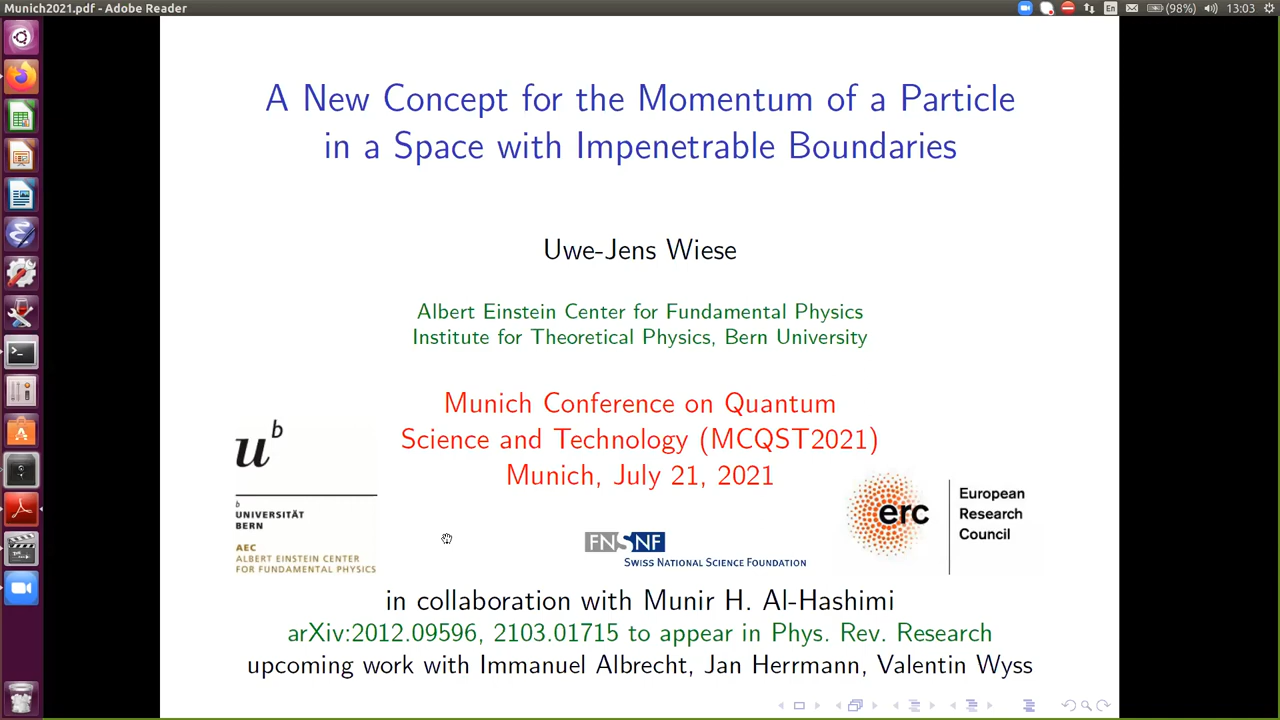 Munich2021.pdf - Adobe Reader
En
(98%)
13:03
A New Concept for the Momentum of a Particle
in a Space with Impenetrable Boundaries
Uwe-Jens Wiese
Albert Einstein Center for Fundamental Physics
Institute for Theoretical Physics, Bern University
Munich Conference on Quantum
Science and Technology (MCQST2021)
Munich, July 21, 2021
u b
b
UNIVERSITÄT
BERN
AEC
ALBERT EINSTEIN CENTER
FOR FUNDAMENTAL PHYSICS
FNSNF
SWISS NATIONAL SCIENCE FOUNDATION
erc
European
Research
Council
in collaboration with Munir H. Al-Hashimi
arXiv:2012.09596, 2103.01715 to appear in Phys. Rev. Research
upcoming work with Immanuel Albrecht, Jan Herrmann, Valentin Wyss